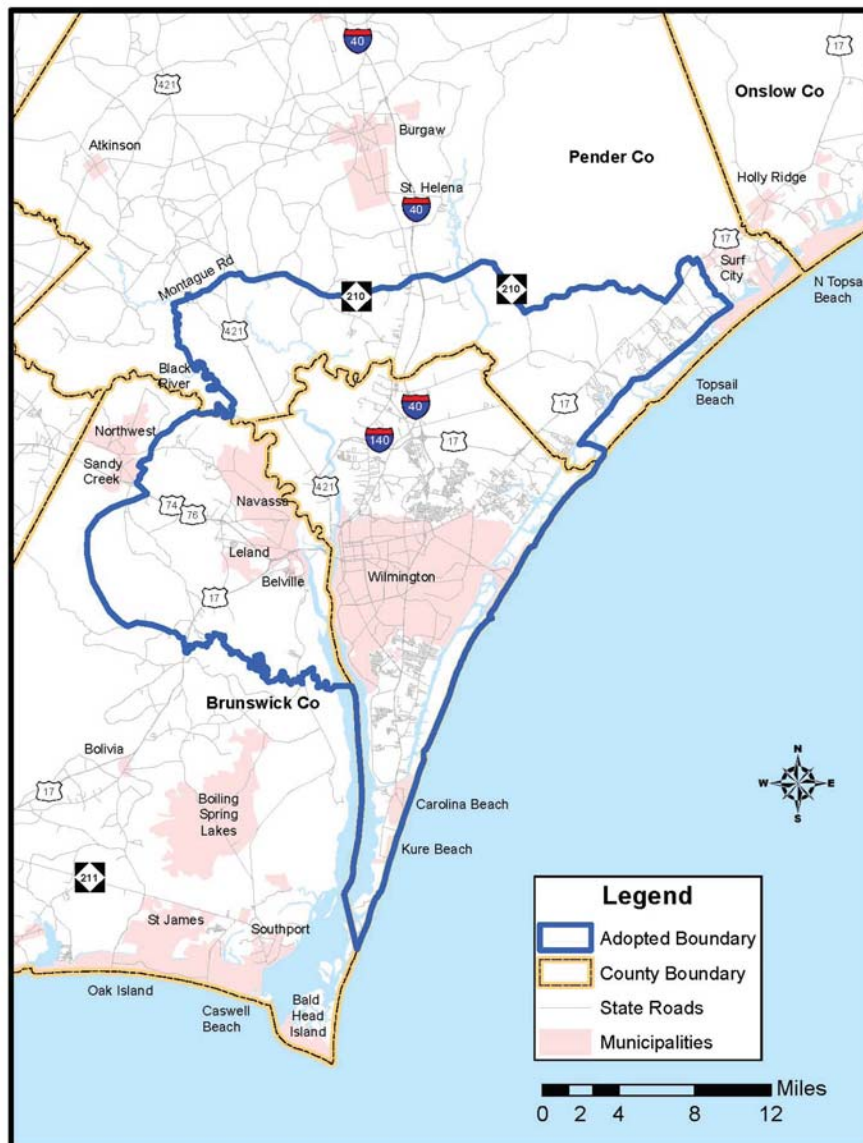 40
17
421
Onslow Co
Burgaw
Atkinson
Pender Co
Holly Ridge
St. Helena
40
17
Surf
City
Montague Rd
210
210
N Topsa
Beach
421
Black
River
Topsail
Beach
40
17
140
17
Northwest
Sandy
Creek
421
Navassa
74
76
Leland
Wilmington
Belville
17
Brunswick Co
Bolivia
17
Boiling
Spring
Lakes
Carolina Beach
Kure Beach
211
St James
Southport
Oak Island
Caswell
Beach
Bald
Head
Island
N
W
E
S
Legend
Adopted Boundary
County Boundary
State Roads
Municipalities
Miles
0 2 4 8 12